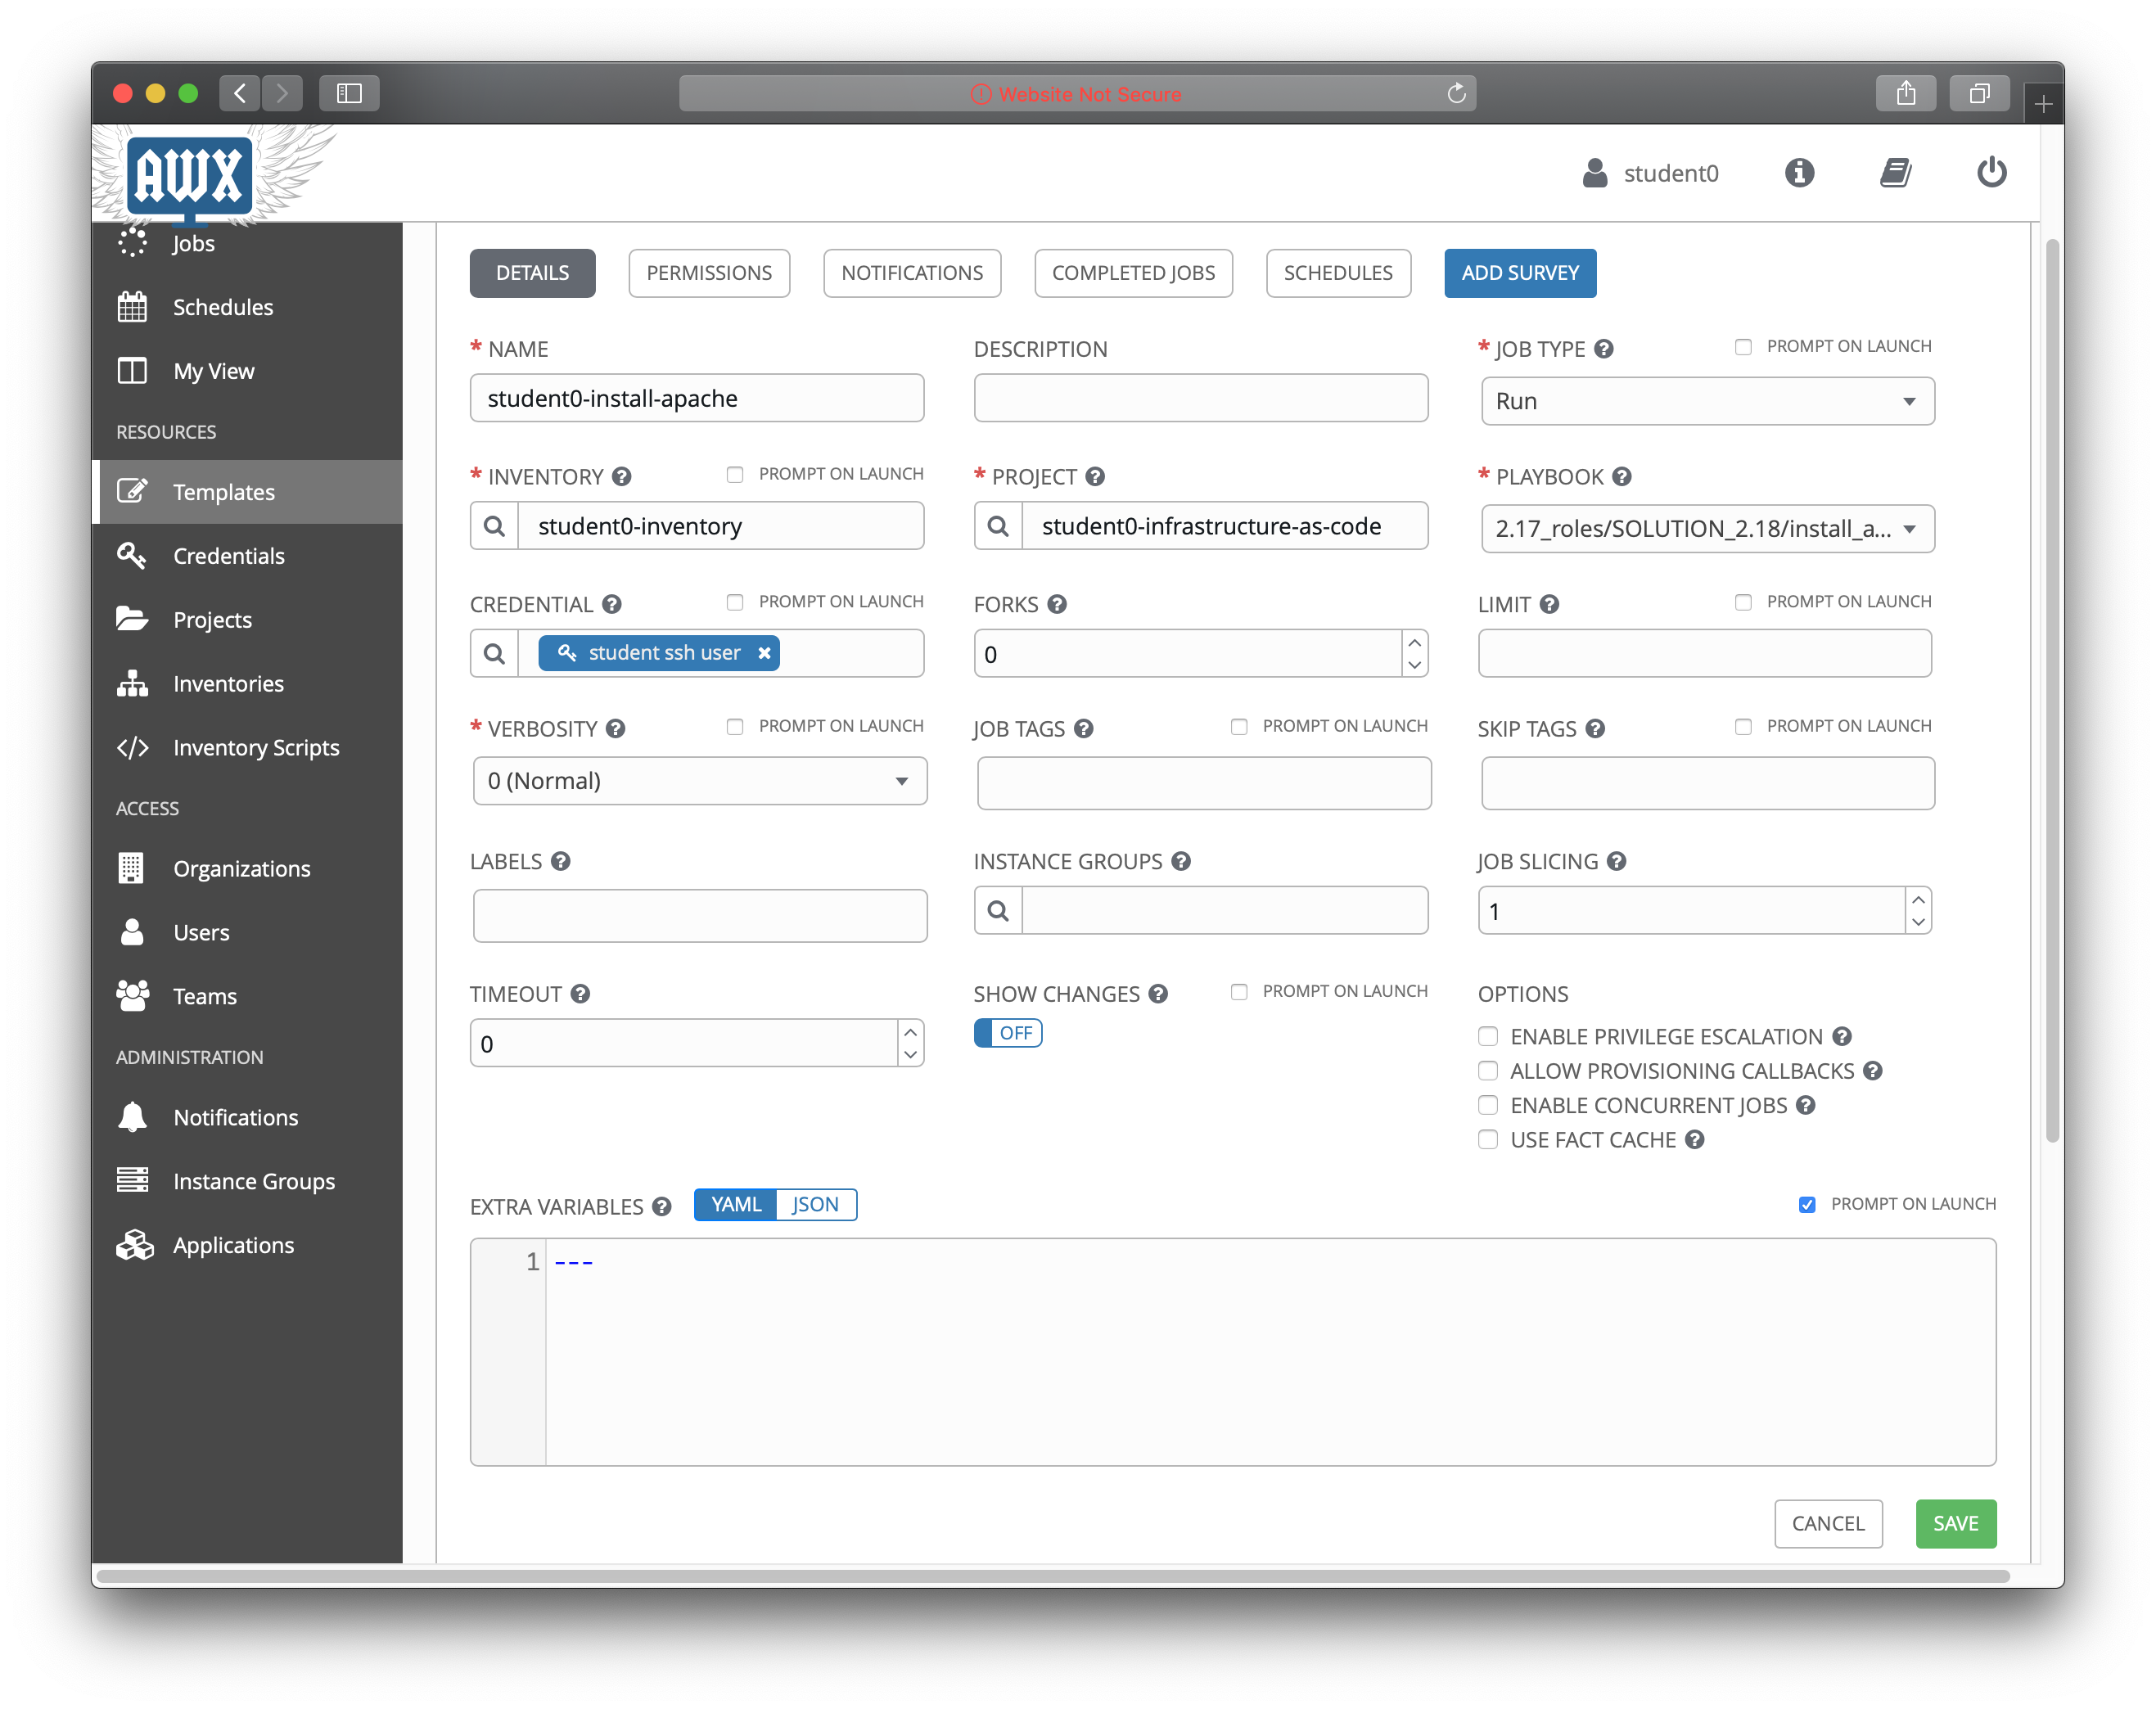 Website Not Secure
AWX
student0
Jobs
Schedules
My View
RESOURCES
Templates
Credentials
Projects
Inventories
Inventory Scripts
ACCESS
Organizations
Users
Teams
ADMINISTRATION
Notifications
Instance Groups
Applications
DETAILS PERMISSIONS NOTIFICATIONS COMPLETED JOBS SCHEDULES ADD SURVEY
* NAME DESCRIPTION * JOB TYPE PROMPT ON LAUNCH
student0-install-apache Run
* INVENTORY PROMPT ON LAUNCH * PROJECT * PLAYBOOK
student0-inventory student0-infrastructure-as-code 2.17_roles/SOLUTION_2.18/install_a...
CREDENTIAL PROMPT ON LAUNCH FORKS LIMIT PROMPT ON LAUNCH
student ssh user 0
* VERBOSITY PROMPT ON LAUNCH JOB TAGS PROMPT ON LAUNCH SKIP TAGS PROMPT ON LAUNCH
0 (Normal)
LABELS INSTANCE GROUPS JOB SLICING
1
TIMEOUT SHOW CHANGES PROMPT ON LAUNCH OPTIONS
0 OFF
ENABLE PRIVILEGE ESCALATION
ALLOW PROVISIONING CALLBACKS
ENABLE CONCURRENT JOBS
USE FACT CACHE
EXTRA VARIABLES YAML JSON PROMPT ON LAUNCH
1 ---
CANCEL SAVE